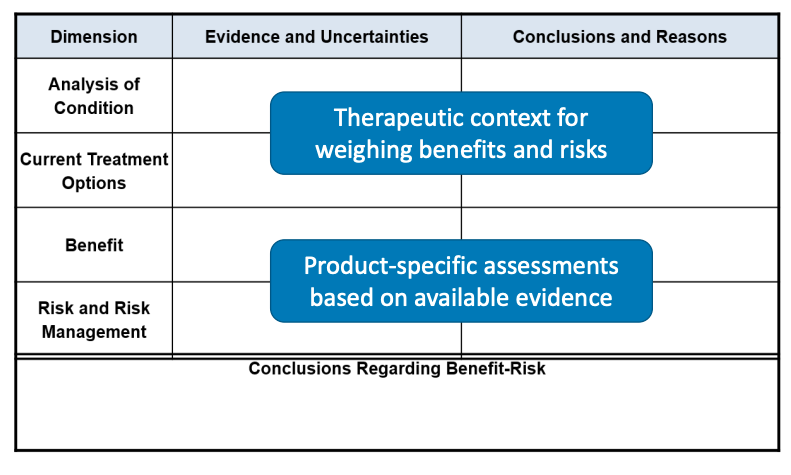 Dimension
Evidence and Uncertainties
Conclusions and Reasons
Analysis of
Condition
Therapeutic context for
weighing benefits and risks
Current Treatment
Options
Benefit
Product-specific assessments
based on available evidence
Risk and Risk
Management
Conclusions Regarding Benefit-Risk